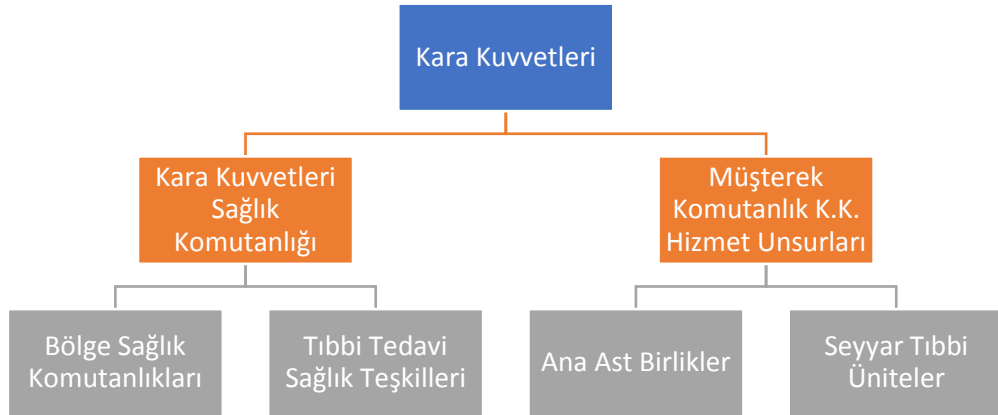 Kara Kuvvetleri
Kara Kuvvetleri
Sağlık
Komutanlığı
Müşterek
Komutanlık K.K.
Hizmet Unsurları
Bölge Sağlık
Komutanlıkları
Tıbbi Tedavi
Sağlık Teşkilleri
Ana Ast Birlikler
Seyyar Tıbbi
Üniteler